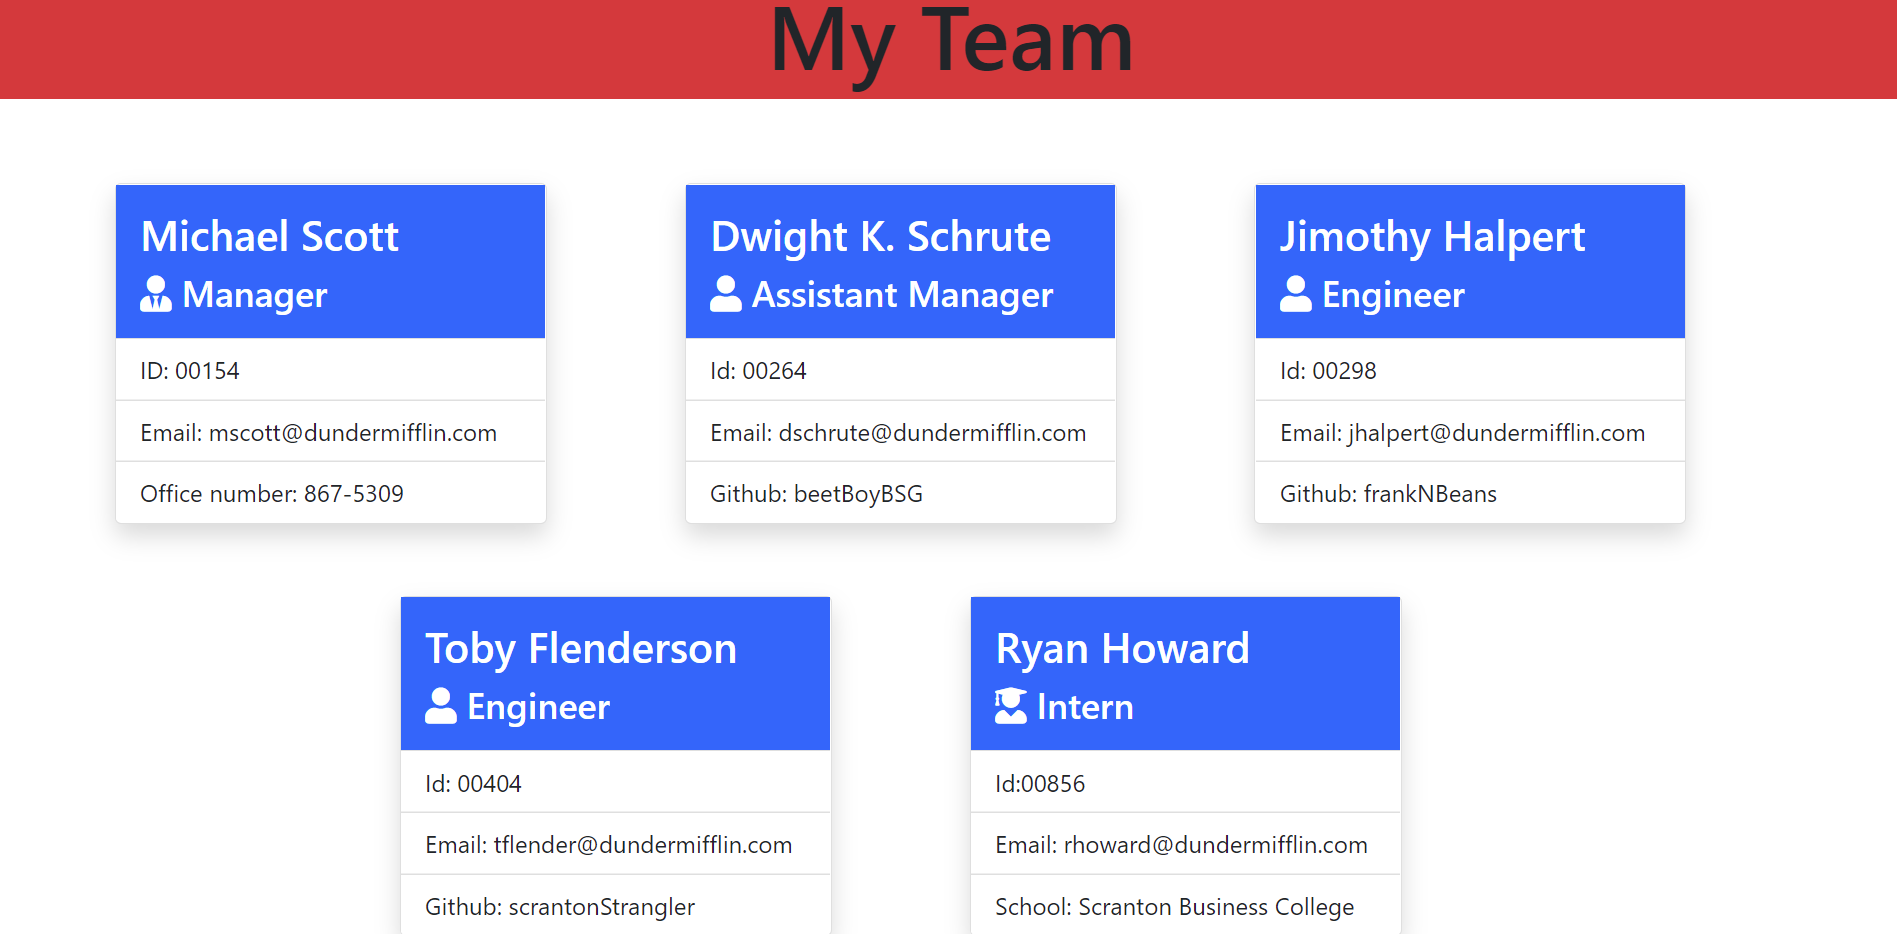 My Team
Michael Scott
Manager
ID: 00154
Email: mscott@dundermifflin.com
Office number: 867-5309
Dwight K. Schrute
Assistant Manager
Id: 00264
Email: dschrute@dundermifflin.com
Github: beetBoyBSG
Jimothy Halpert
Engineer
Id: 00298
Email: jhalpert@dundermifflin.com
Github: frankNBeans
Toby Flenderson
Engineer
Id: 00404
Email: tflender@dundermifflin.com
Github: scrantonStrangler
Ryan Howard
Intern
Id:00856
Email: rhoward@dundermifflin.com
School: Scranton Business College